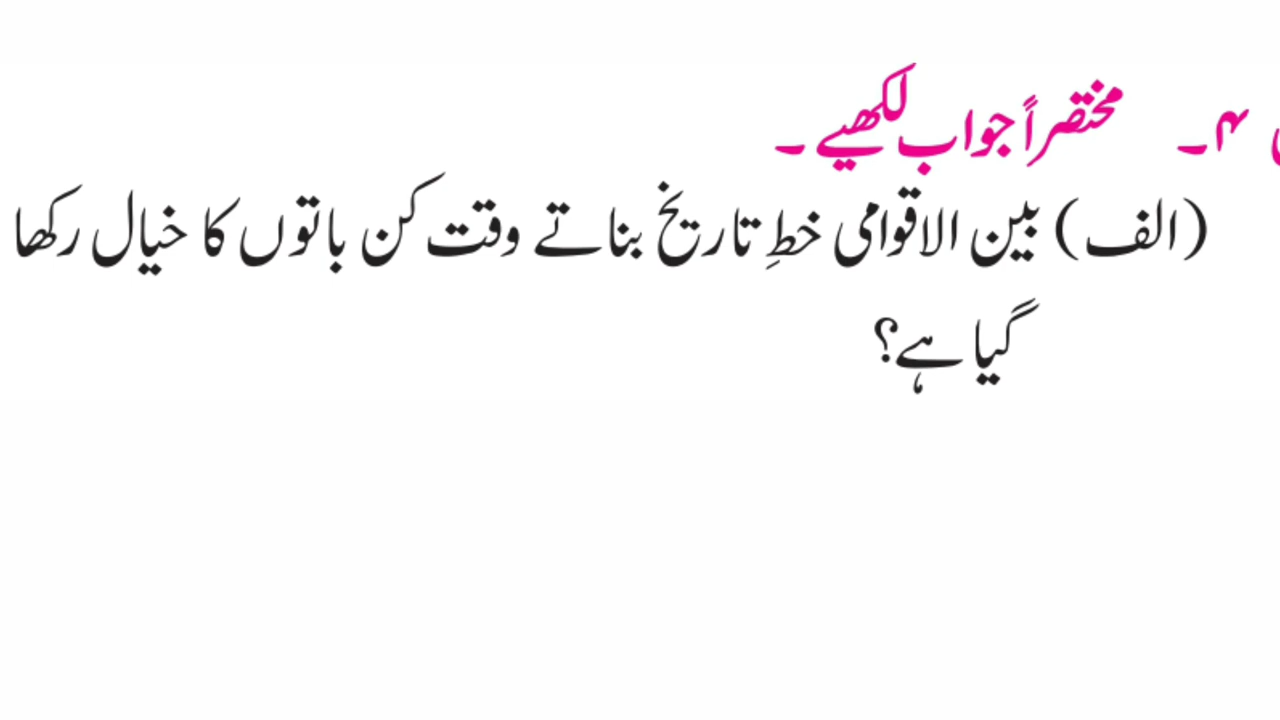 ۴۔ مختصراً جواب لکھیے۔
(الف) بین الاقوامی خطِ تاریخ بناتے وقت کن باتوں کا خیال رکھا
گیا ہے؟